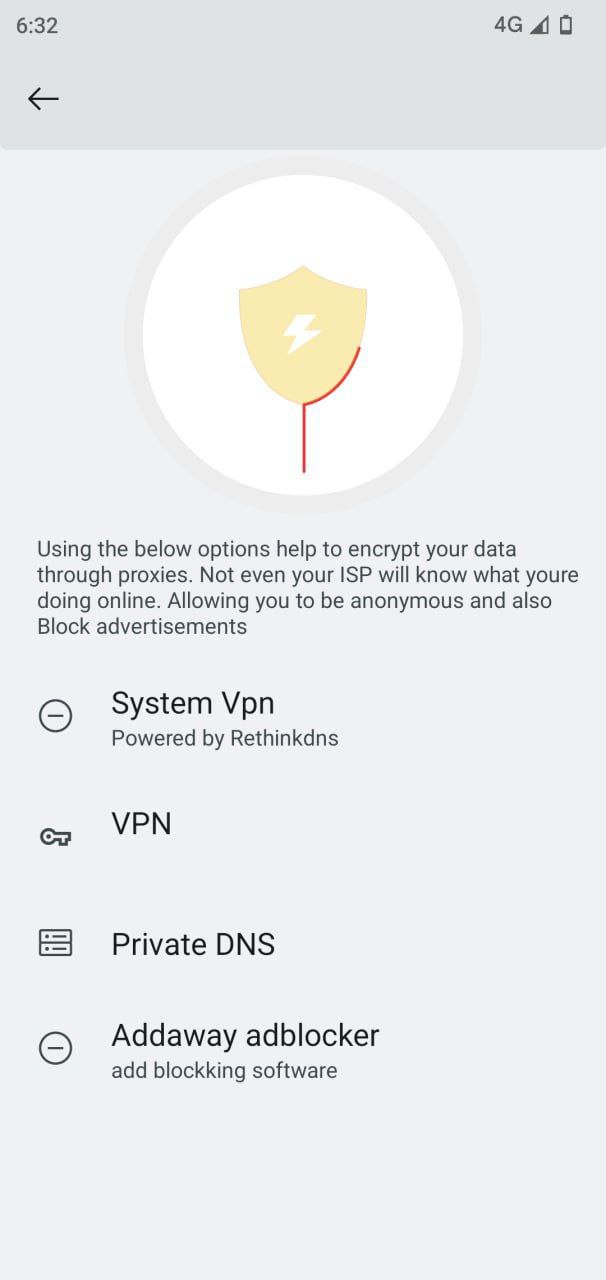 6:32
4G
Using the below options help to encrypt your data
through proxies. Not even your ISP will know what youre
doing online. Allowing you to be anonymous and also
Block advertisements
System Vpn
Powered by Rethinkdns
VPN
Private DNS
Addaway adblocker
add blockking software